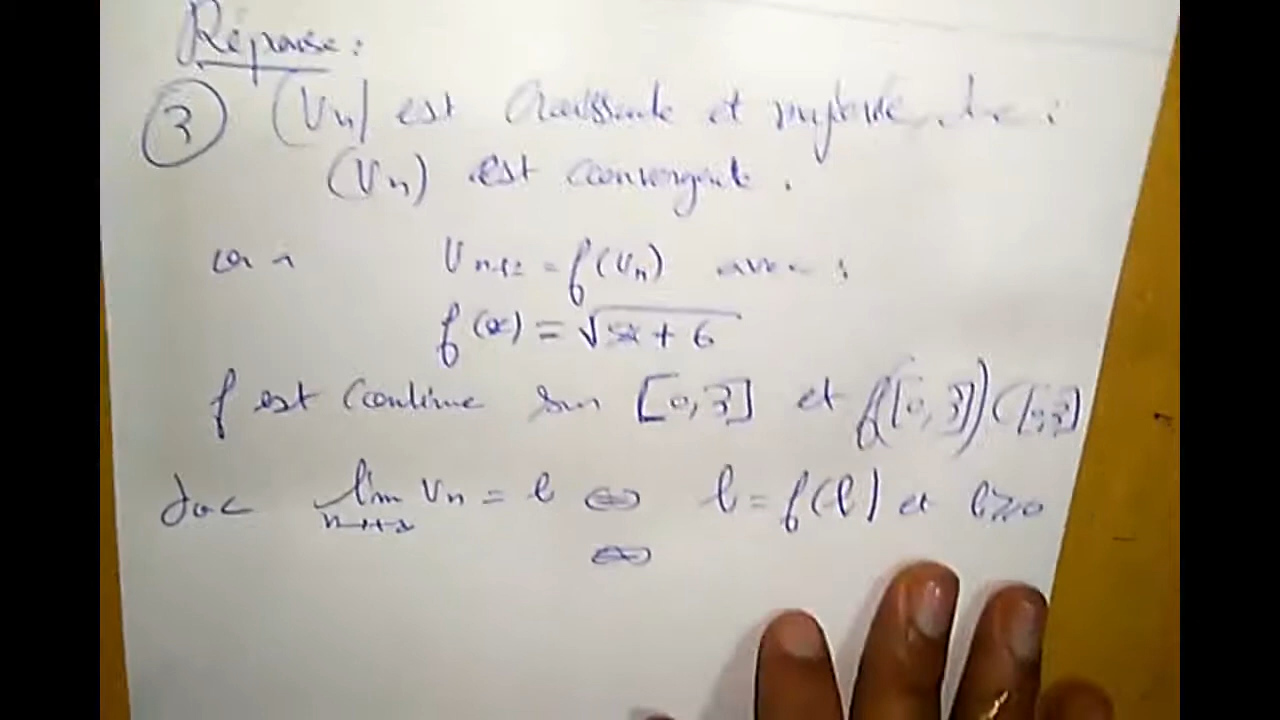 Réponse :
③ (Vn) est croissante et majorée, donc :
(Vn) est convergente .
on a Vn+1 = f(Vn) avec :
f(x) = √x + 6
f est continue sur [0,3] et f([0,3]) ⊂ [0,3]
donc lim n→+∞ Vn = l ⇔ l = f(l) et l ≥ 0
⇔